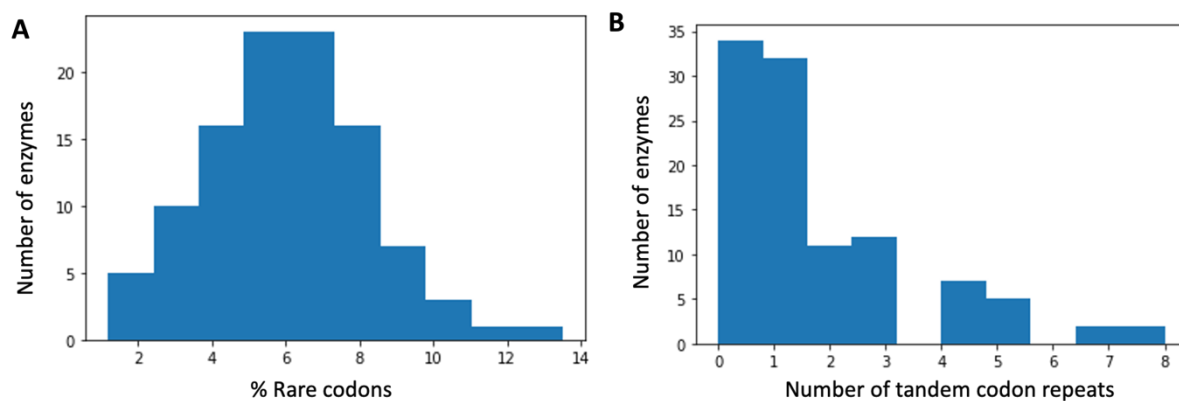 A
Number of enzymes
20
15
10
5
0
2 4 6 8 10 12 14
% Rare codons
B
Number of enzymes
35
30
25
20
15
10
5
0
0 1 2 3 4 5 6 7 8
Number of tandem codon repeats